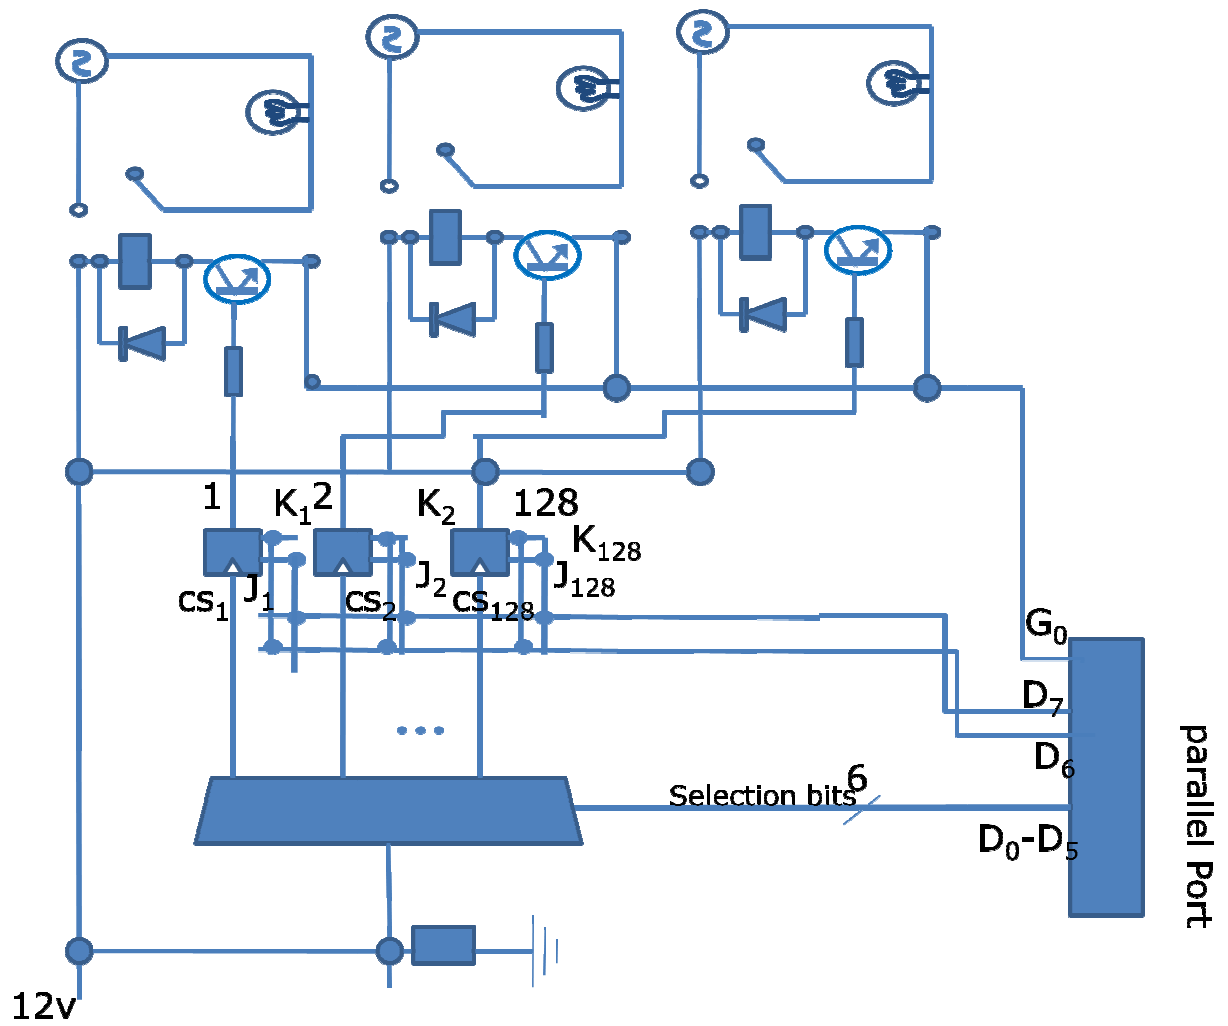 1 K1 2 K2 128
K128
cs1 J1 cs2 J2 cs128 J128
G0
D7
D6
...
Selection bits 6
D0-D5
parallel Port
12v